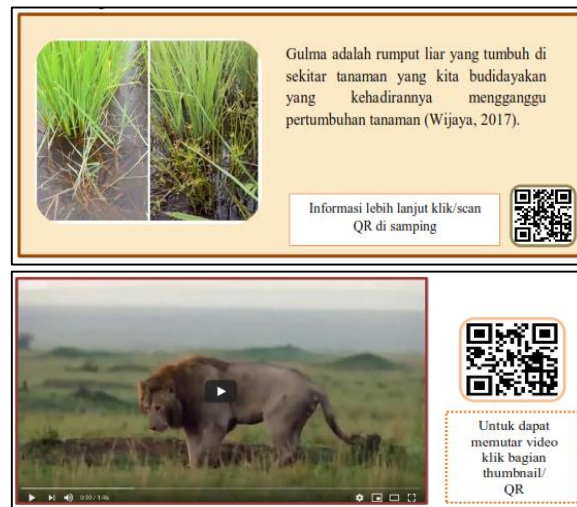 Gulma adalah rumput liar yang tumbuh di
sekitar tanaman yang kita budidayakan
yang kehadirannya mengganggu
pertumbuhan tanaman (Wijaya, 2017).
Informasi lebih lanjut klik/scan
QR di samping
Untuk dapat
memutar video
klik bagian
thumbnail/
QR
0:00 / 1:46